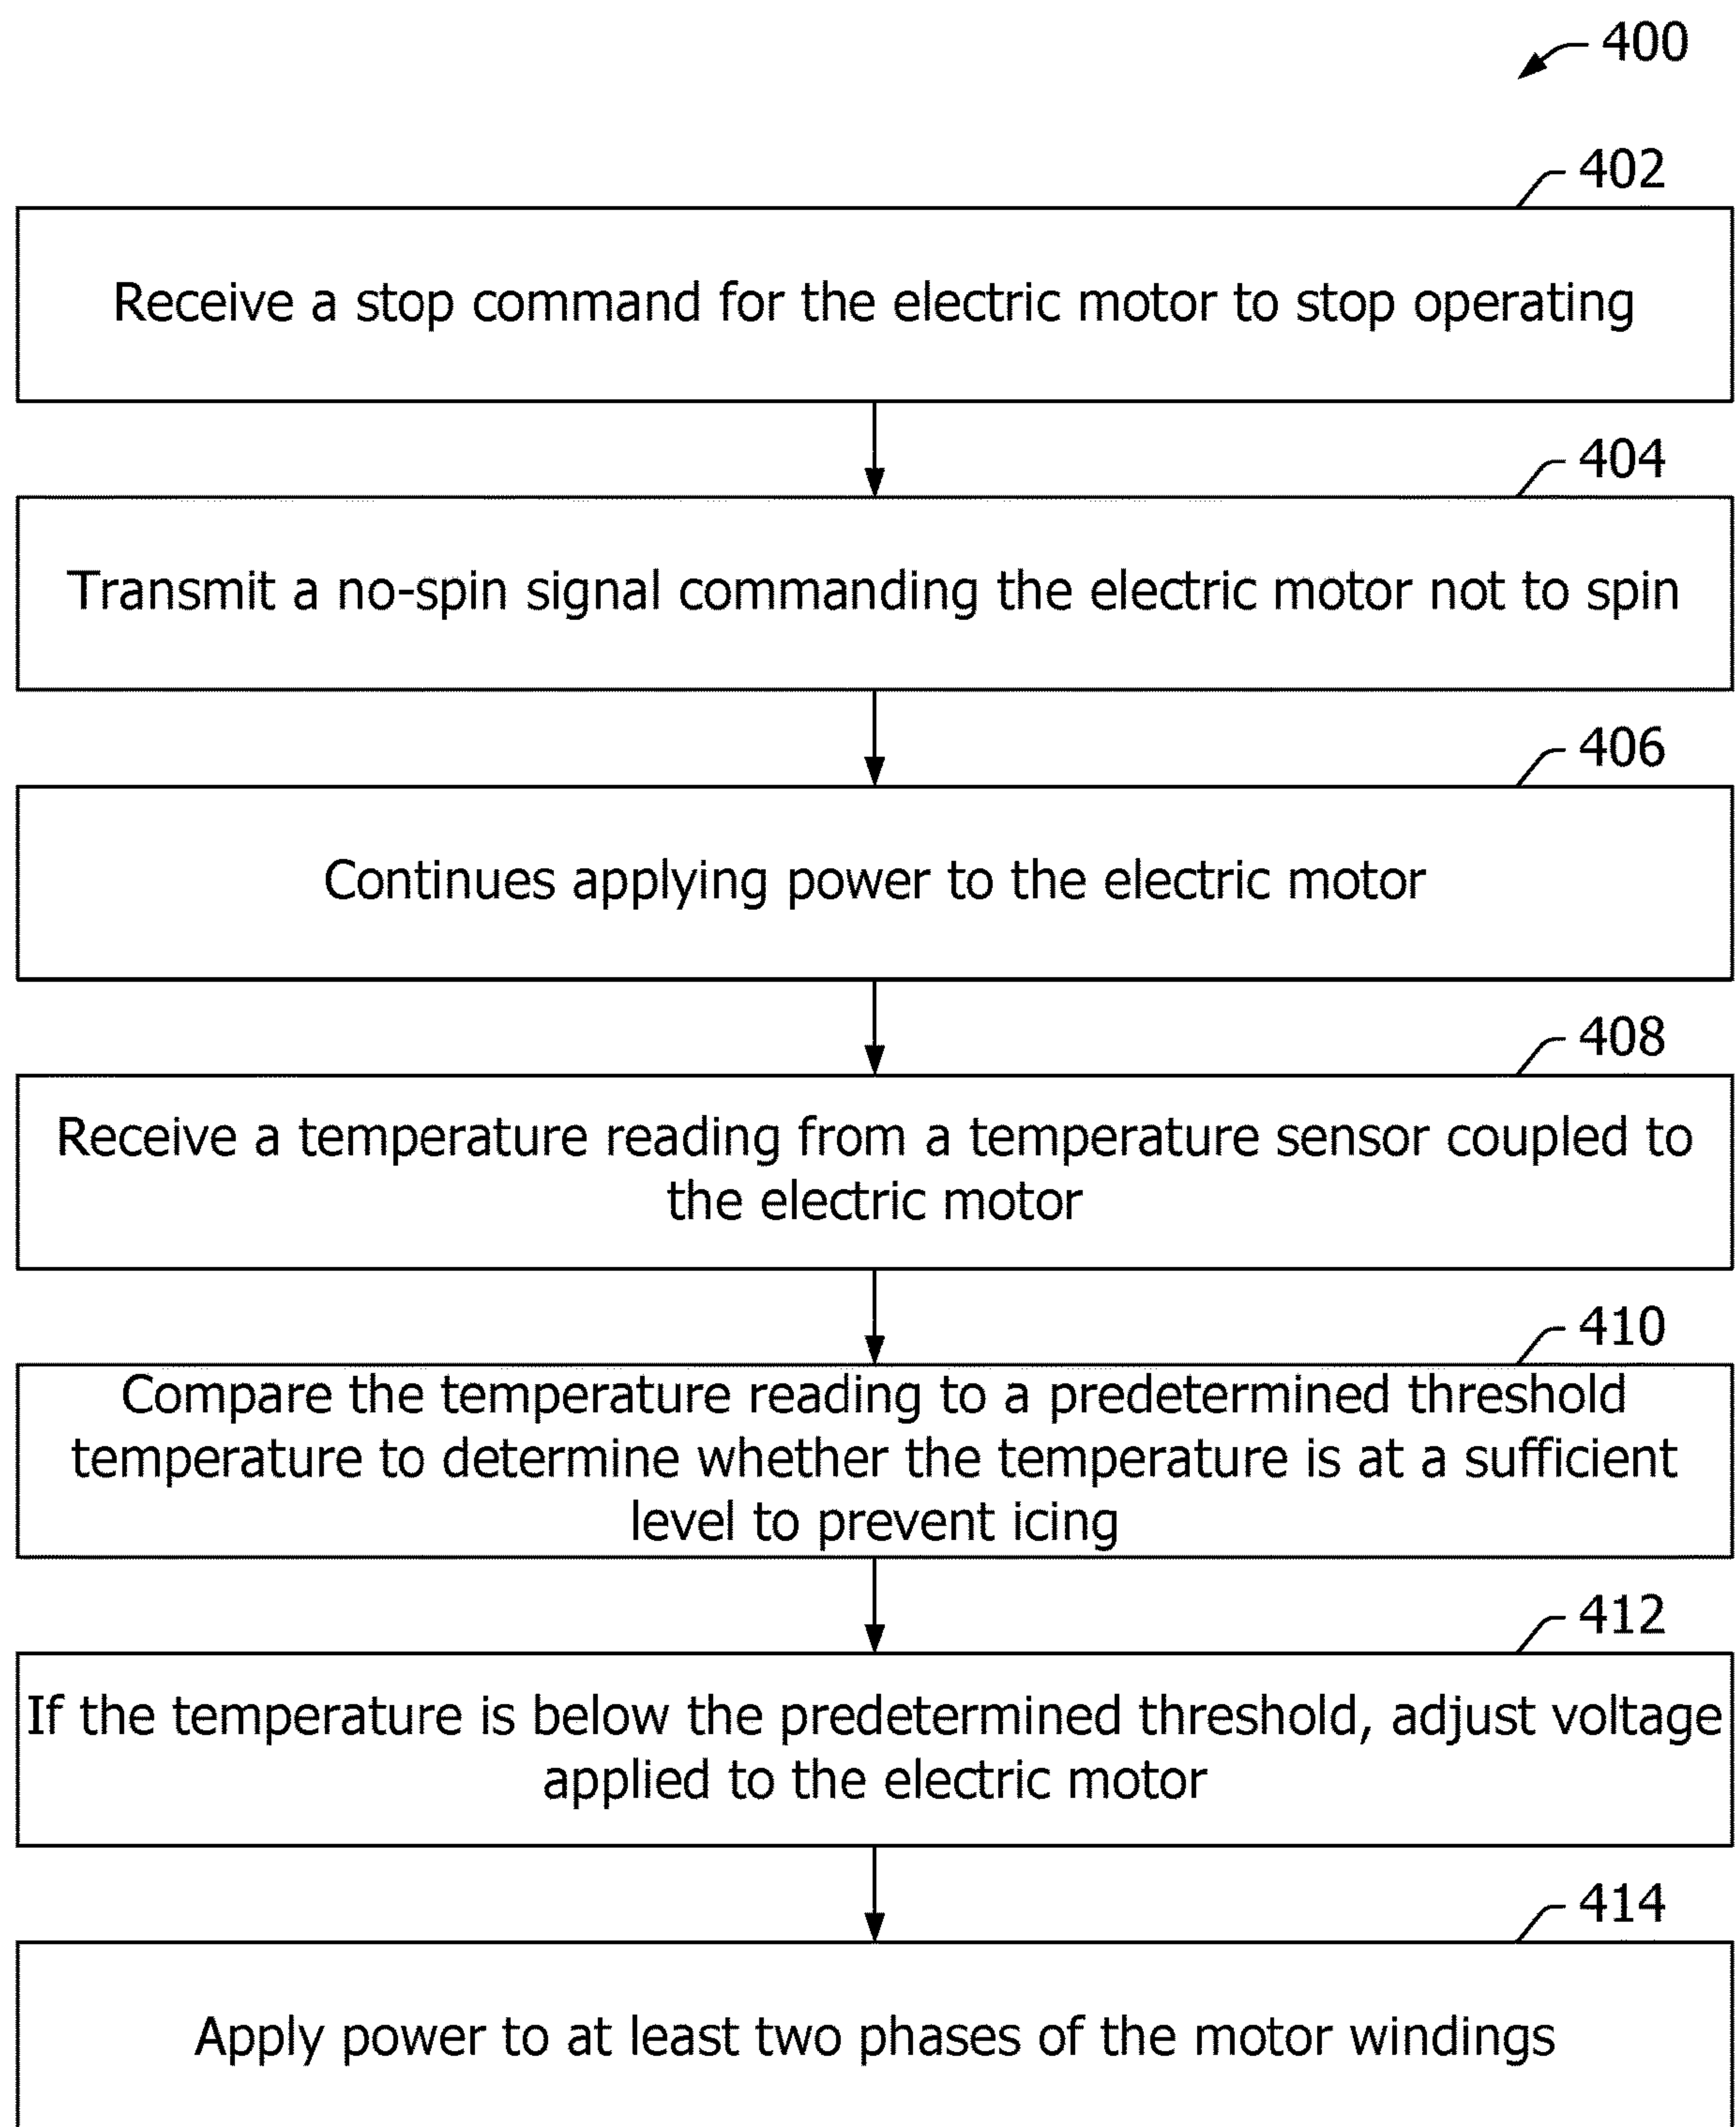 400
402
Receive a stop command for the electric motor to stop operating
404
Transmit a no-spin signal commanding the electric motor not to spin
406
Continues applying power to the electric motor
408
Receive a temperature reading from a temperature sensor coupled to
the electric motor
410
Compare the temperature reading to a predetermined threshold
temperature to determine whether the temperature is at a sufficient
level to prevent icing
412
If the temperature is below the predetermined threshold, adjust voltage
applied to the electric motor
414
Apply power to at least two phases of the motor windings